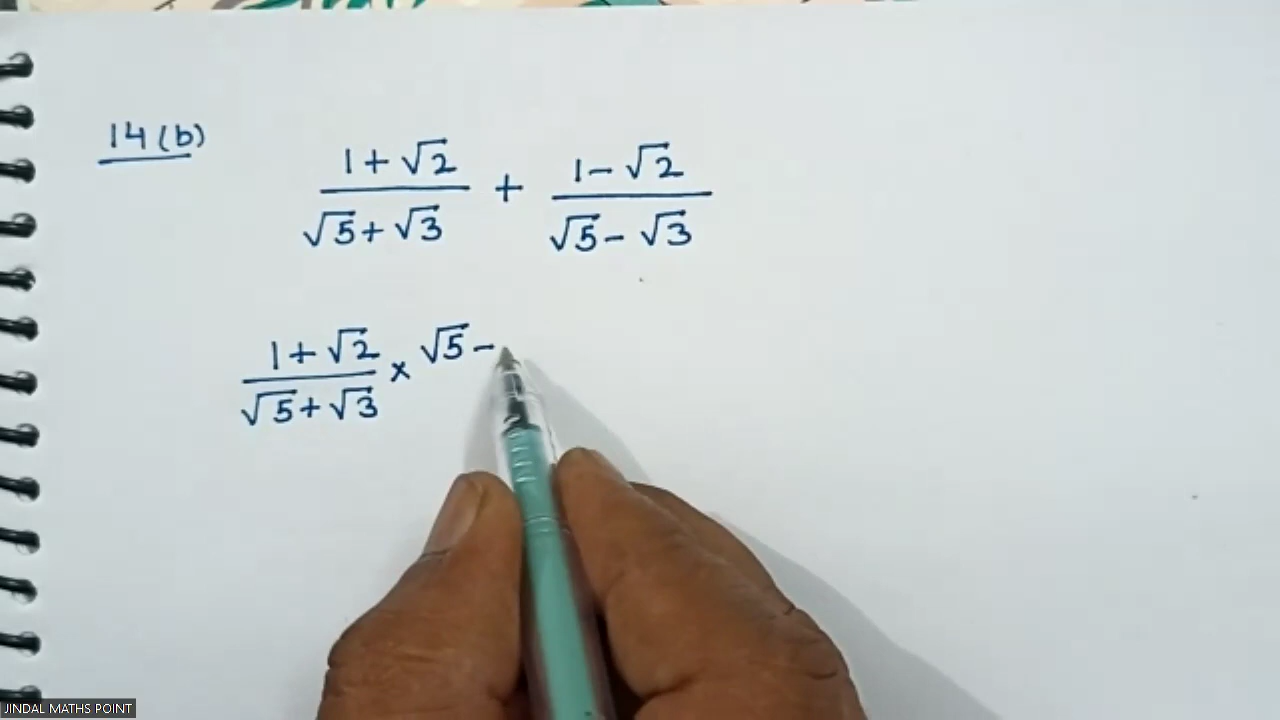 14(b)
1+√2 + 1-√2
√5+√3 √5-√3
1+√2 × √5-
√5+√3
JINDAL MATHS POINT